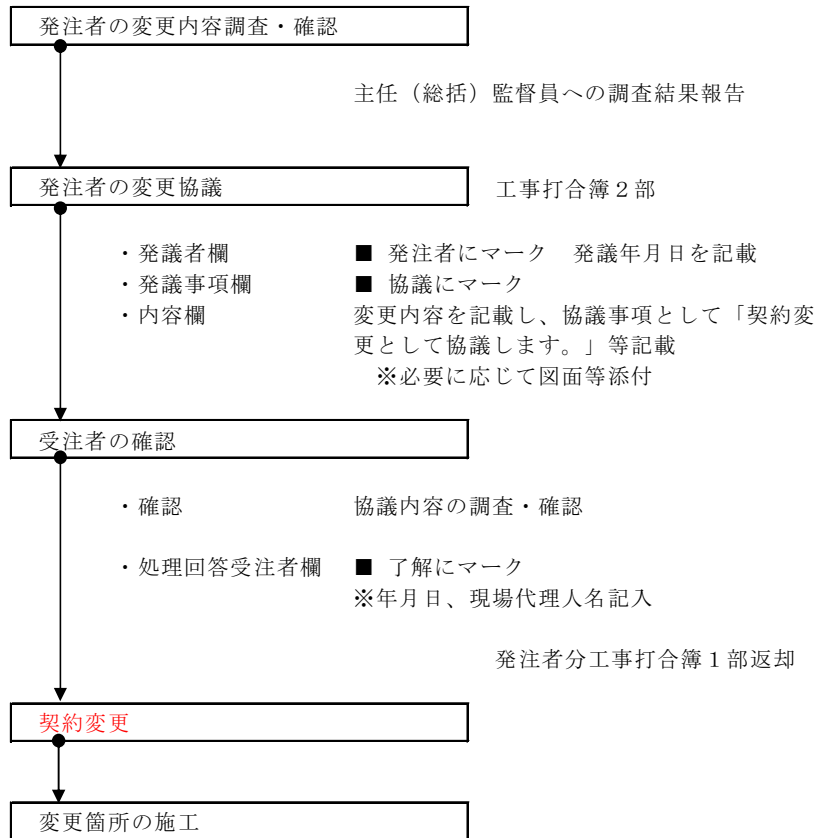 発注者の変更内容調査・確認
主任（総括）監督員への調査結果報告
発注者の変更協議
工事打合簿２部
・発議者欄 ■ 発注者にマーク 発議年月日を記載
・発議事項欄 ■ 協議にマーク
・内容欄 変更内容を記載し、協議事項として「契約変
更として協議します。」等記載
※必要に応じて図面等添付
受注者の確認
・確認 協議内容の調査・確認
・処理回答受注者欄 ■ 了解にマーク
※年月日、現場代理人名記入
発注者分工事打合簿１部返却
契約変更
変更箇所の施工